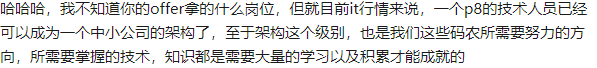 哈哈哈，我不知道你的offer拿的什么岗位，但就目前it行情来说，一个p8的技术人员已经
可以成为一个中小公司的架构了，至于架构这个级别，也是我们这些码农所需要努力的方
向，所需要掌握的技术，知识都是需要大量的学习以及积累才能成就的